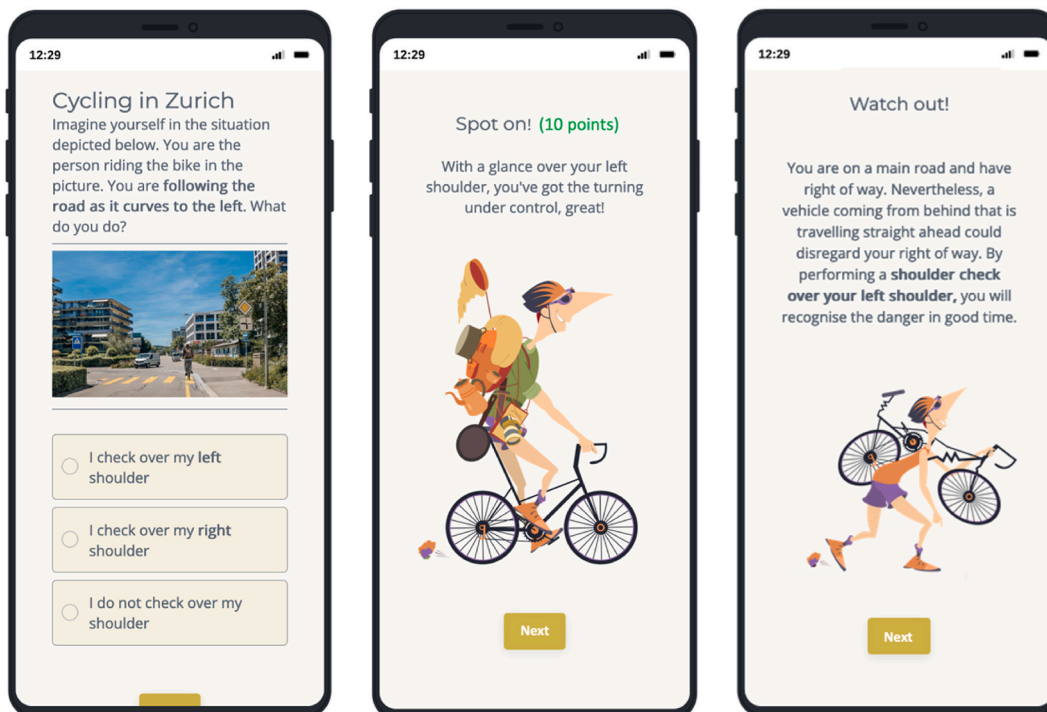 12:29
Cycling in Zurich
Imagine yourself in the situation
depicted below. You are the
person riding the bike in the
picture. You are following the
road as it curves to the left. What
do you do?
I check over my left
shoulder
I check over my right
shoulder
I do not check over my
shoulder
12:29
Spot on! (10 points)
With a glance over your left
shoulder, you've got the turning
under control, great!
Next
12:29
Watch out!
You are on a main road and have
right of way. Nevertheless, a
vehicle coming from behind that is
travelling straight ahead could
disregard your right of way. By
performing a shoulder check
over your left shoulder, you will
recognise the danger in good time.
Next